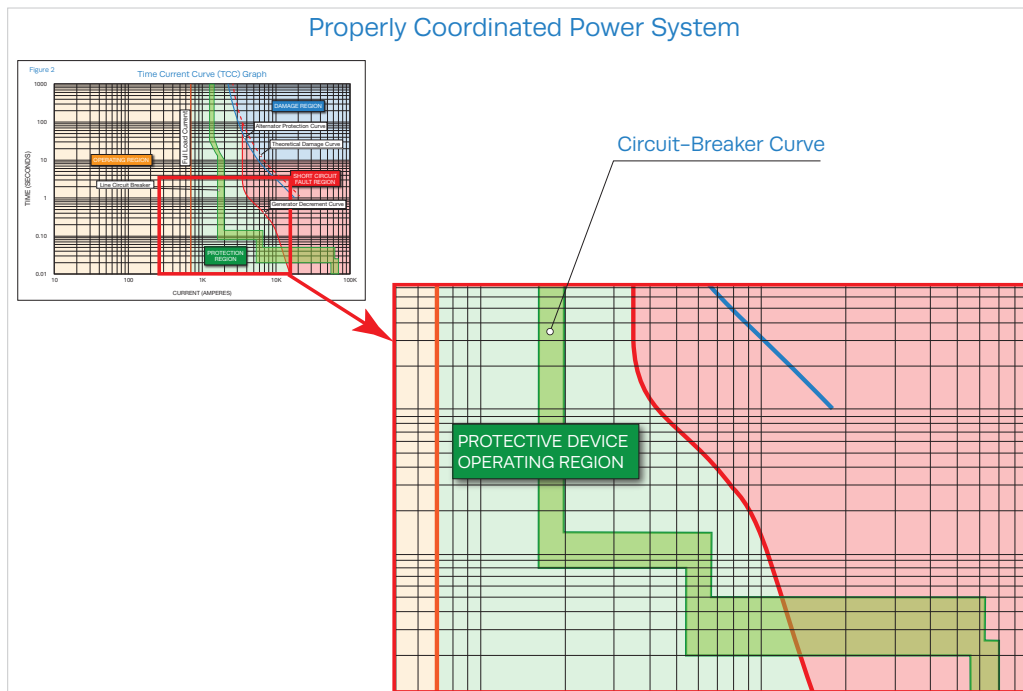 Properly Coordinated Power System
Figure 2
Time Current Curve (TCC) Graph
1000
100
10
1
0.10
0.01
TIME (SECONDS)
10
100
1K
10K
100K
CURRENT (AMPERES)
Full Load Current
DAMAGE REGION
Alternator Protection Curve
Theoretical Damage Curve
OPERATING REGION
SHORT CIRCUIT
FAULT REGION
Line Circuit Breaker
Generator Decrement Curve
PROTECTION
REGION
Circuit-Breaker Curve
PROTECTIVE DEVICE
OPERATING REGION